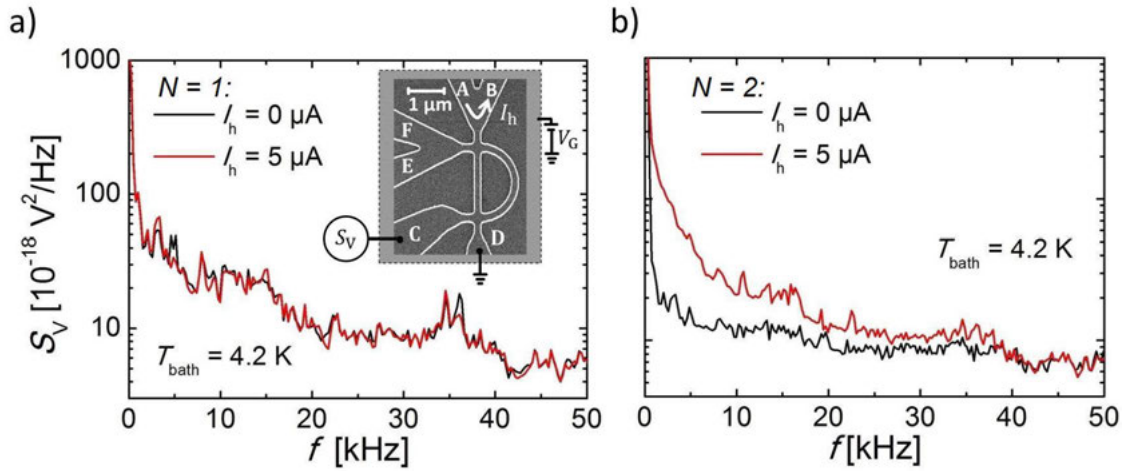 a)
S_V [10^-18 V^2/Hz]
1000
100
10
N = 1:
I_h = 0 µA
I_h = 5 µA
1 µm
A
B
I_h
V_G
F
E
C
D
S_V
T_bath = 4.2 K
0 10 20 30 40 50
f [kHz]
b)
N = 2:
I_h = 0 µA
I_h = 5 µA
T_bath = 4.2 K
0 10 20 30 40 50
f [kHz]